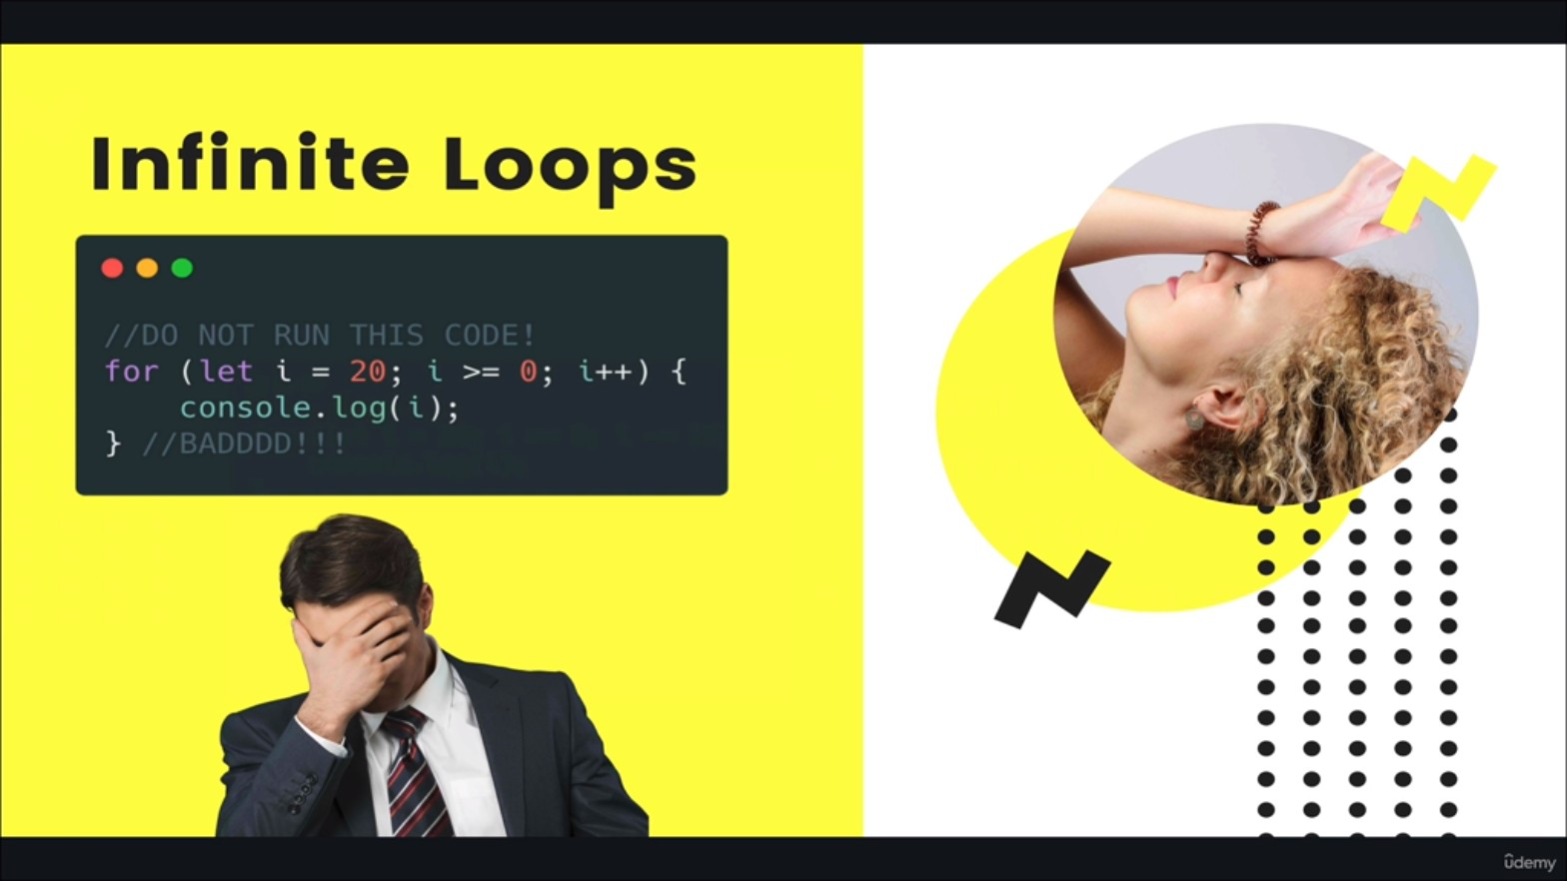 Infinite Loops
//DO NOT RUN THIS CODE!
for (let i = 20; i >= 0; i++) {
    console.log(i);
} //BADDDD!!!
ûdemy